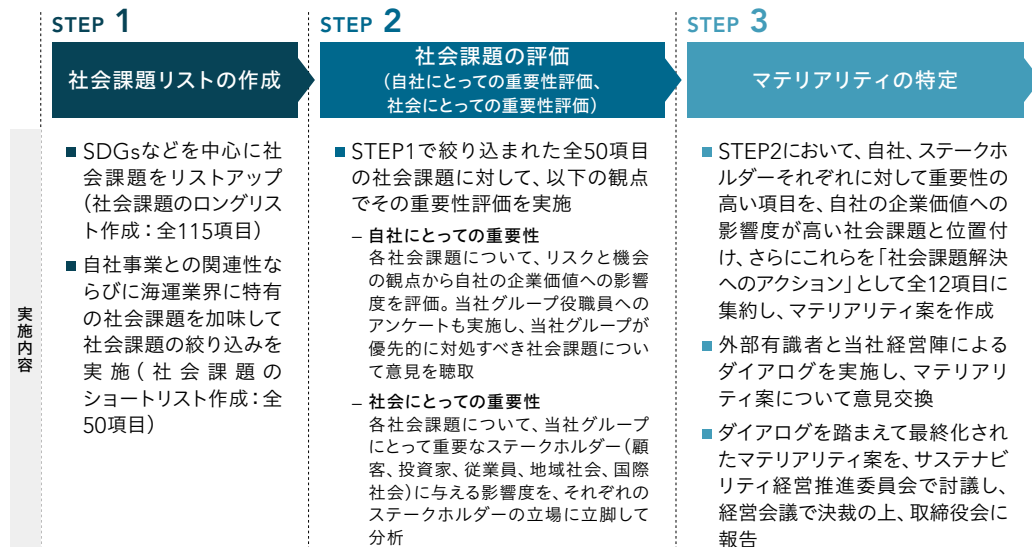 STEP 1
社会課題リストの作成
実施内容
■ SDGsなどを中心に社
会課題をリストアップ
（社会課題のロングリス
ト作成：全115項目）
■ 自社事業との関連性な
らびに海運業界に特有
の社会課題を加味して
社会課題の絞り込みを
実施（社会課題の
ショートリスト作成：全
50項目）
STEP 2
社会課題の評価
（自社にとっての重要性評価、
社会にとっての重要性評価）
■ STEP1で絞り込まれた全50項目
の社会課題に対して、以下の観点
でその重要性評価を実施
– 自社にとっての重要性
各社会課題について、リスクと機会
の観点から自社の企業価値への影響
度を評価。当社グループ役職員への
アンケートも実施し、当社グループが
優先的に対処すべき社会課題につい
て意見を聴取
– 社会にとっての重要性
各社会課題について、当社グループ
にとって重要なステークホルダー（顧
客、投資家、従業員、地域社会、国際
社会）に与える影響度を、それぞれの
ステークホルダーの立場に立脚して
分析
STEP 3
マテリアリティの特定
■ STEP2において、自社、ステークホ
ルダーそれぞれに対して重要性の
高い項目を、自社の企業価値への
影響度が高い社会課題と位置付
け、さらにこれらを「社会課題解決
へのアクション」として全12項目に
集約し、マテリアリティ案を作成
■ 外部有識者と当社経営陣による
ダイアログを実施し、マテリアリ
ティ案について意見交換
■ ダイアログを踏まえて最終化され
たマテリアリティ案を、サステナビ
リティ経営推進委員会で討議し、
経営会議で決裁の上、取締役会に
報告